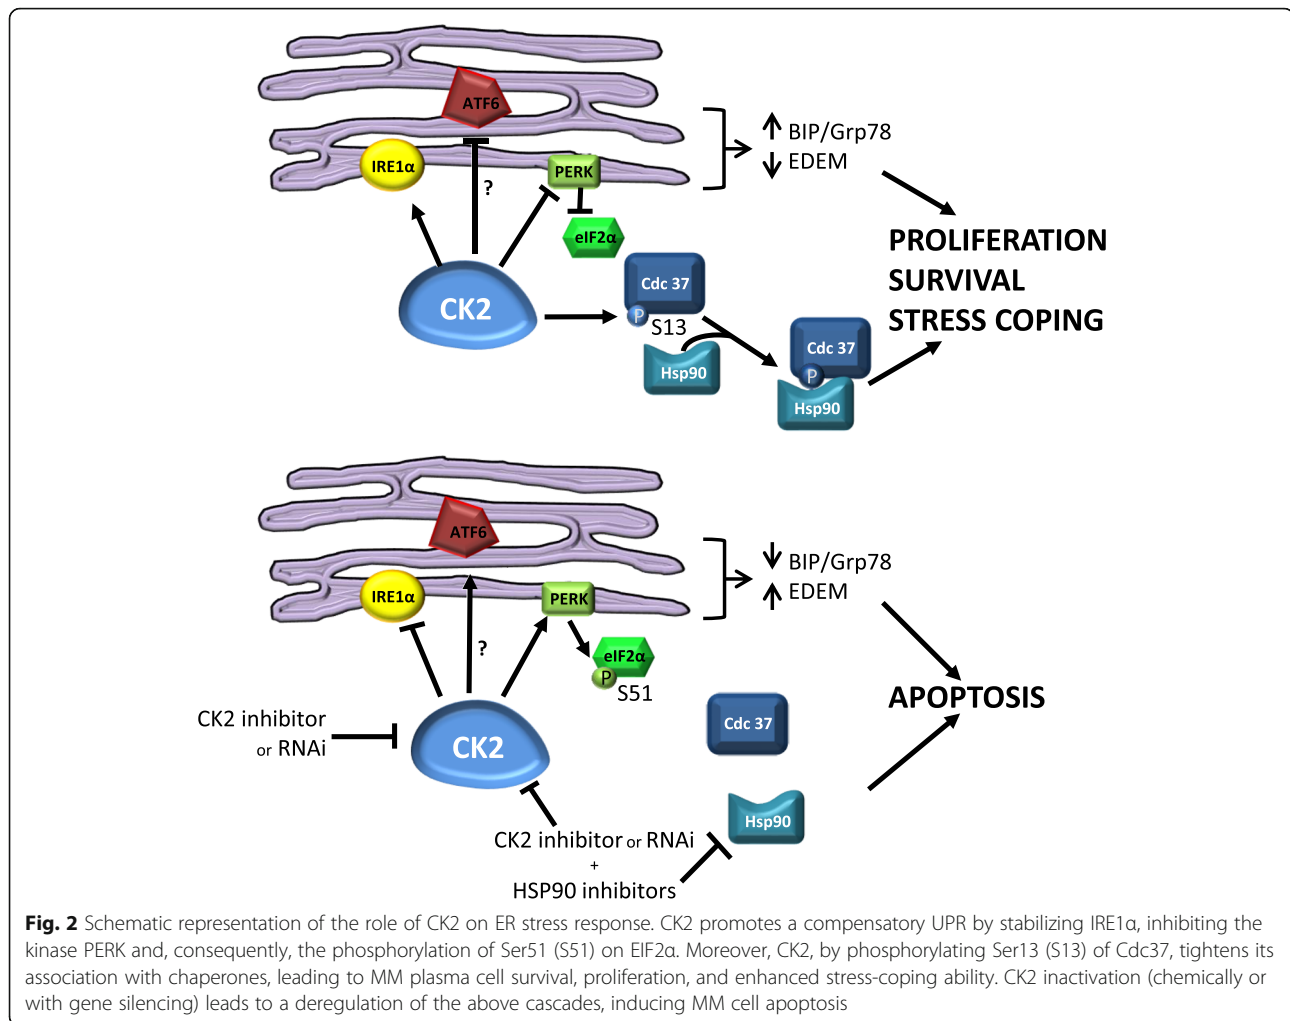 ATF6
IRE1α
PERK
?
eIF2α
CK2
Cdc 37
P
S13
Hsp90
Cdc 37
P
Hsp90
BIP/Grp78
EDEM
PROLIFERATION
SURVIVAL
STRESS COPING
ATF6
IRE1α
PERK
?
eIF2α
P
S51
CK2 inhibitor
or RNAi
CK2
Cdc 37
Hsp90
BIP/Grp78
EDEM
APOPTOSIS
CK2 inhibitor or RNAi
+
HSP90 inhibitors
Fig. 2 Schematic representation of the role of CK2 on ER stress response. CK2 promotes a compensatory UPR by stabilizing IRE1α, inhibiting the
kinase PERK and, consequently, the phosphorylation of Ser51 (S51) on EIF2α. Moreover, CK2, by phosphorylating Ser13 (S13) of Cdc37, tightens its
association with chaperones, leading to MM plasma cell survival, proliferation, and enhanced stress-coping ability. CK2 inactivation (chemically or
with gene silencing) leads to a deregulation of the above cascades, inducing MM cell apoptosis